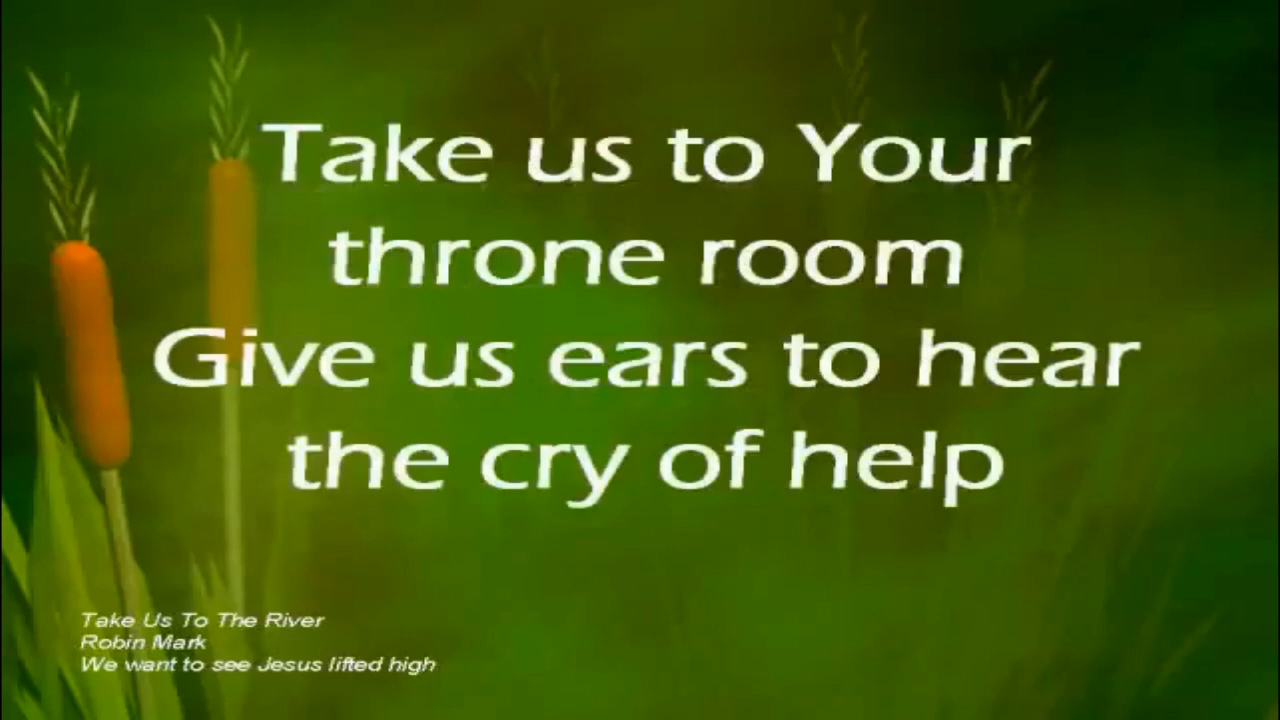 Take us to Your
throne room
Give us ears to hear
the cry of help
Take Us To The River
Robin Mark
We want to see Jesus lifted high